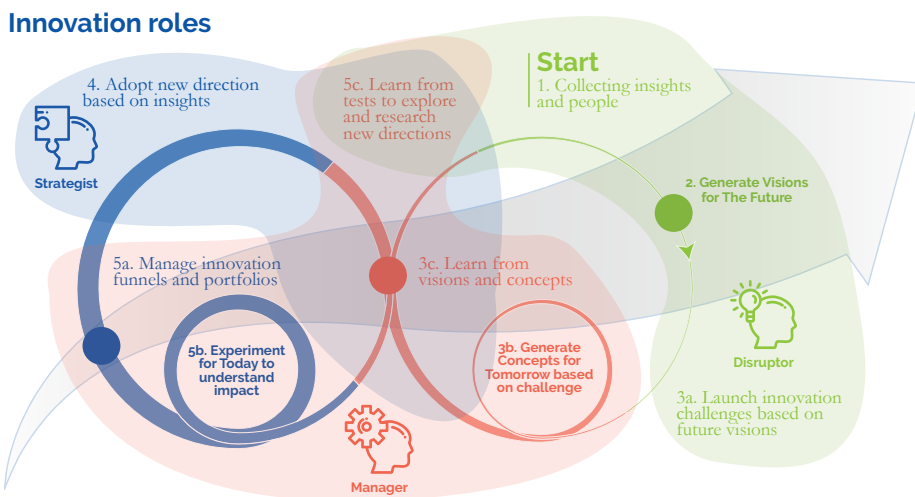 Innovation roles
Start
1. Collecting insights
and people
4. Adopt new direction
based on insights
Strategist
5c. Learn from
tests to explore
and research
new directions
2. Generate Visions
for The Future
5a. Manage innovation
funnels and portfolios
3c. Learn from
visions and concepts
5b. Experiment
for Today to
understand
impact
3b. Generate
Concepts for
Tomorrow based
on challenge
Disruptor
3a. Launch innovation
challenges based on
future visions
Manager